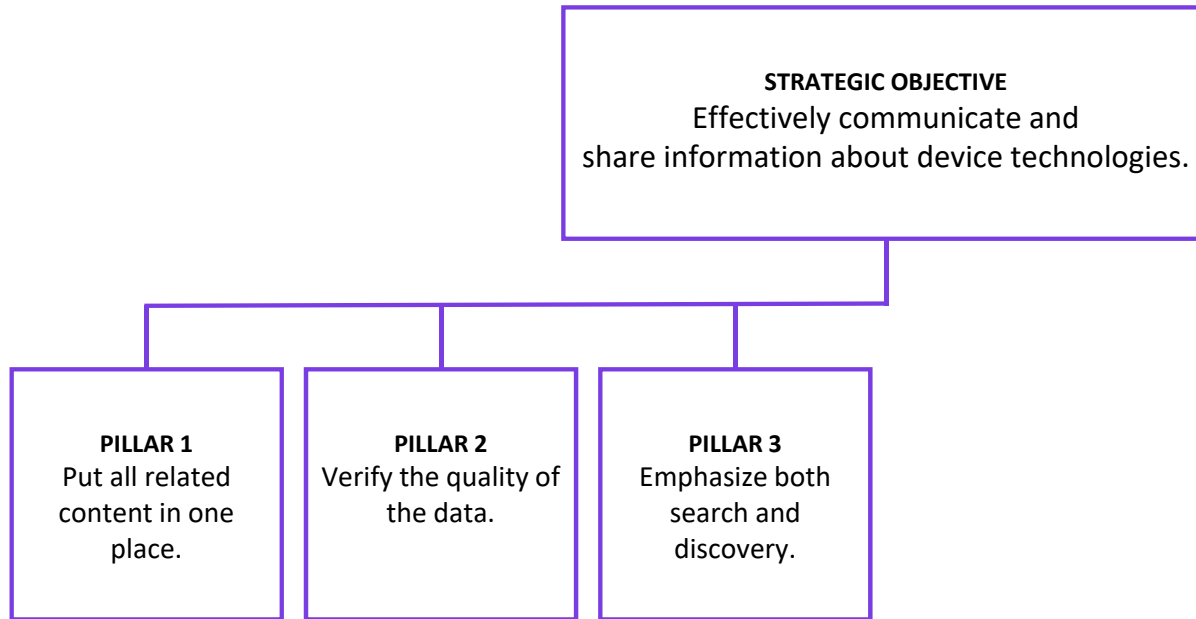 STRATEGIC OBJECTIVE
Effectively communicate and
share information about device technologies.
PILLAR 1
Put all related
content in one
place.
PILLAR 2
Verify the quality of
the data.
PILLAR 3
Emphasize both
search and
discovery.